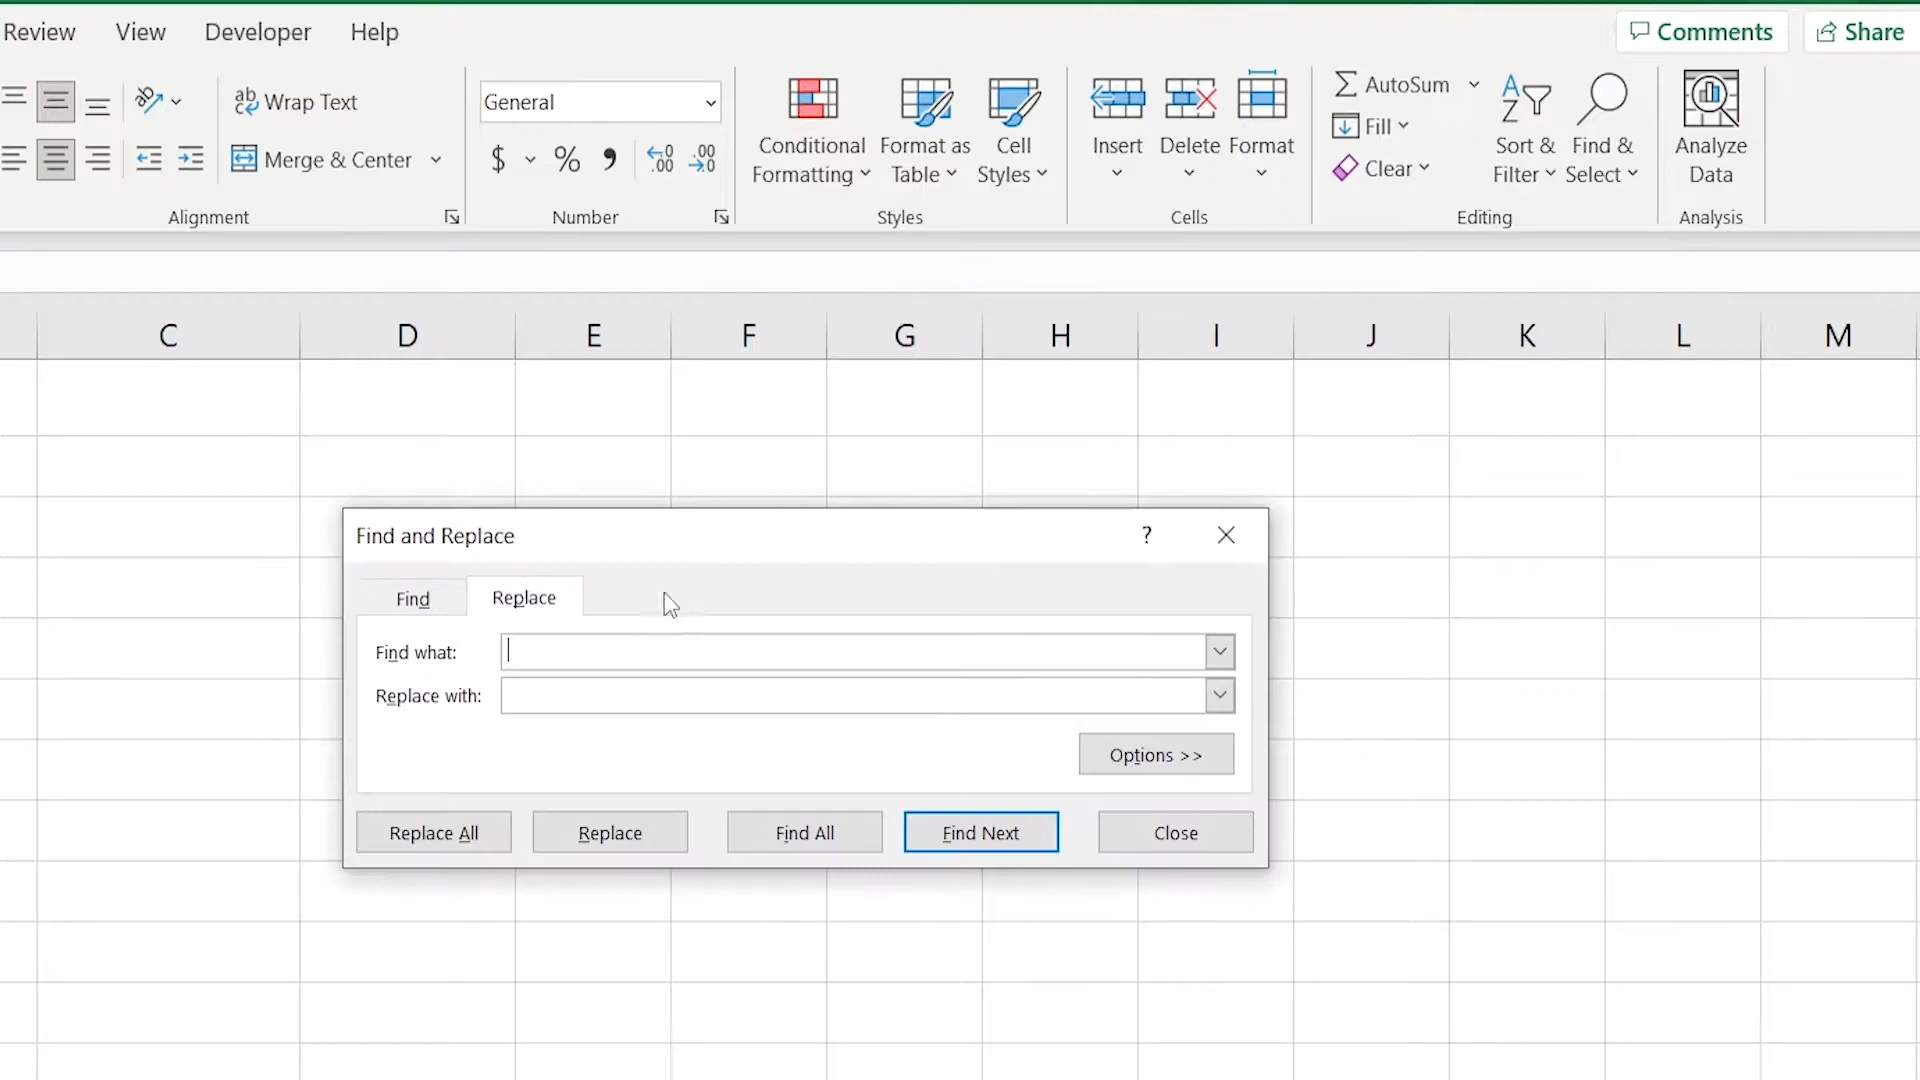 Review View Developer Help Comments Share
Wrap Text General AutoSum
Fill
Merge & Center $ % , Conditional Formatting Format as Table Cell Styles Insert Delete Format Clear Sort & Filter Find & Select Analyze Data
Alignment Number Styles Cells Editing Analysis
C D E F G H I J K L M
Find and Replace ?
Find Replace
Find what:
Replace with:
Options >>
Replace All Replace Find All Find Next Close